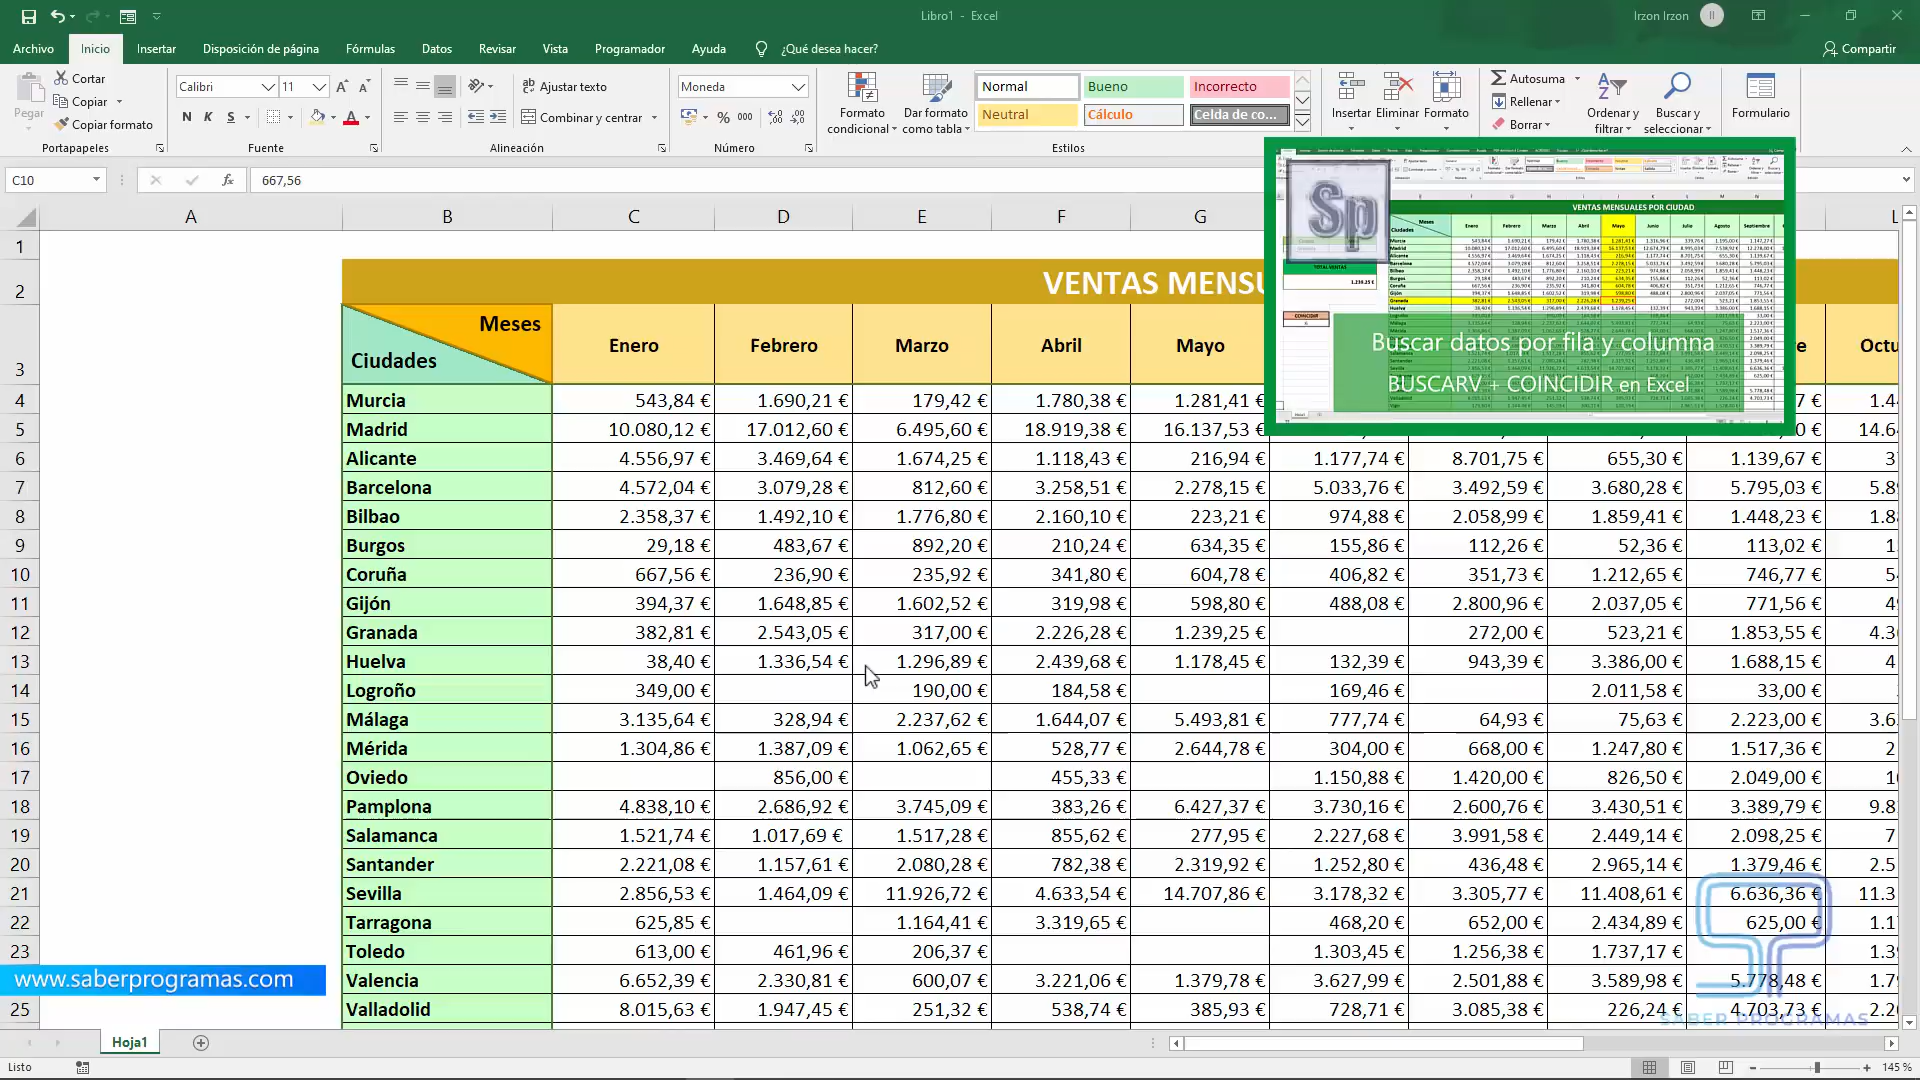 Libro1 - Excel
Irzon Irzon
II
Archivo Inicio Insertar Disposición de página Fórmulas Datos Revisar Vista Programador Ayuda ¿Qué desea hacer? Compartir
Pegar
Cortar
Copiar
Copiar formato
Portapapeles
Calibri 11
N K S
Fuente
Ajustar texto
Combinar y centrar
Alineación
Moneda
% 000
Número
Formato condicional
Dar formato como tabla
Normal Bueno Incorrecto
Neutral Cálculo Celda de co...
Estilos
Insertar Eliminar Formato
Autosuma
Rellenar
Borrar
Ordenar y filtrar
Buscar y seleccionar
Formulario
C10 fx 667,56
A B C D E F G L
1
2 VENTAS MENSU
3 Meses Ciudades Enero Febrero Marzo Abril Mayo e Octu
4 Murcia 543,84 € 1.690,21 € 179,42 € 1.780,38 € 1.281,41 € 7 € 1.4
5 Madrid 10.080,12 € 17.012,60 € 6.495,60 € 18.919,38 € 16.137,53 € 0 € 14.6
6 Alicante 4.556,97 € 3.469,64 € 1.674,25 € 1.118,43 € 216,94 € 1.177,74 € 8.701,75 € 655,30 € 1.139,67 € 3
7 Barcelona 4.572,04 € 3.079,28 € 812,60 € 3.258,51 € 2.278,15 € 5.033,76 € 3.492,59 € 3.680,28 € 5.795,03 € 5.8
8 Bilbao 2.358,37 € 1.492,10 € 1.776,80 € 2.160,10 € 223,21 € 974,88 € 2.058,99 € 1.859,41 € 1.448,23 € 1.8
9 Burgos 29,18 € 483,67 € 892,20 € 210,24 € 634,35 € 155,86 € 112,26 € 52,36 € 113,02 € 1
10 Coruña 667,56 € 236,90 € 235,92 € 341,80 € 604,78 € 406,82 € 351,73 € 1.212,65 € 746,77 € 5
11 Gijón 394,37 € 1.648,85 € 1.602,52 € 319,98 € 598,80 € 488,08 € 2.800,96 € 2.037,05 € 771,56 € 4
12 Granada 382,81 € 2.543,05 € 317,00 € 2.226,28 € 1.239,25 € 272,00 € 523,21 € 1.853,55 € 4.3
13 Huelva 38,40 € 1.336,54 € 1.296,89 € 2.439,68 € 1.178,45 € 132,39 € 943,39 € 3.386,00 € 1.688,15 € 4
14 Logroño 349,00 € 190,00 € 184,58 € 169,46 € 2.011,58 € 33,00 €
15 Málaga 3.135,64 € 328,94 € 2.237,62 € 1.644,07 € 5.493,81 € 777,74 € 64,93 € 75,63 € 2.223,00 € 3.6
16 Mérida 1.304,86 € 1.387,09 € 1.062,65 € 528,77 € 2.644,78 € 304,00 € 668,00 € 1.247,80 € 1.517,36 € 2
17 Oviedo 856,00 € 455,33 € 1.150,88 € 1.420,00 € 826,50 € 2.049,00 € 1
18 Pamplona 4.838,10 € 2.686,92 € 3.745,09 € 383,26 € 6.427,37 € 3.730,16 € 2.600,76 € 3.430,51 € 3.389,79 € 9.8
19 Salamanca 1.521,74 € 1.017,69 € 1.517,28 € 855,62 € 277,95 € 2.227,68 € 3.991,58 € 2.449,14 € 2.098,25 € 7
20 Santander 2.221,08 € 1.157,61 € 2.080,28 € 782,38 € 2.319,92 € 1.252,80 € 436,48 € 2.965,14 € 1.379,46 € 2.5
21 Sevilla 2.856,53 € 1.464,09 € 11.926,72 € 4.633,54 € 14.707,86 € 3.178,32 € 3.305,77 € 11.408,61 € 6.636,36 € 11.3
22 Tarragona 625,85 € 1.164,41 € 3.319,65 € 468,20 € 652,00 € 2.434,89 € 625,00 € 1.1
23 Toledo 613,00 € 461,96 € 206,37 € 1.303,45 € 1.256,38 € 1.737,17 € 1.3
Valencia 6.652,39 € 2.330,81 € 600,07 € 3.221,06 € 1.379,78 € 3.627,99 € 2.501,88 € 3.589,98 € 5.778,48 € 1.7
25 Valladolid 8.015,63 € 1.947,45 € 251,32 € 538,74 € 385,93 € 728,71 € 3.085,38 € 226,24 € 4.703,73 € 2.2
Sp
VENTAS MENSUALES POR CIUDAD
Buscar datos por fila y columna
BUSCARV + COINCIDIR en Excel
www.saberprogramas.com
SABER PROGRAMAS
Hoja1
Listo
145 %